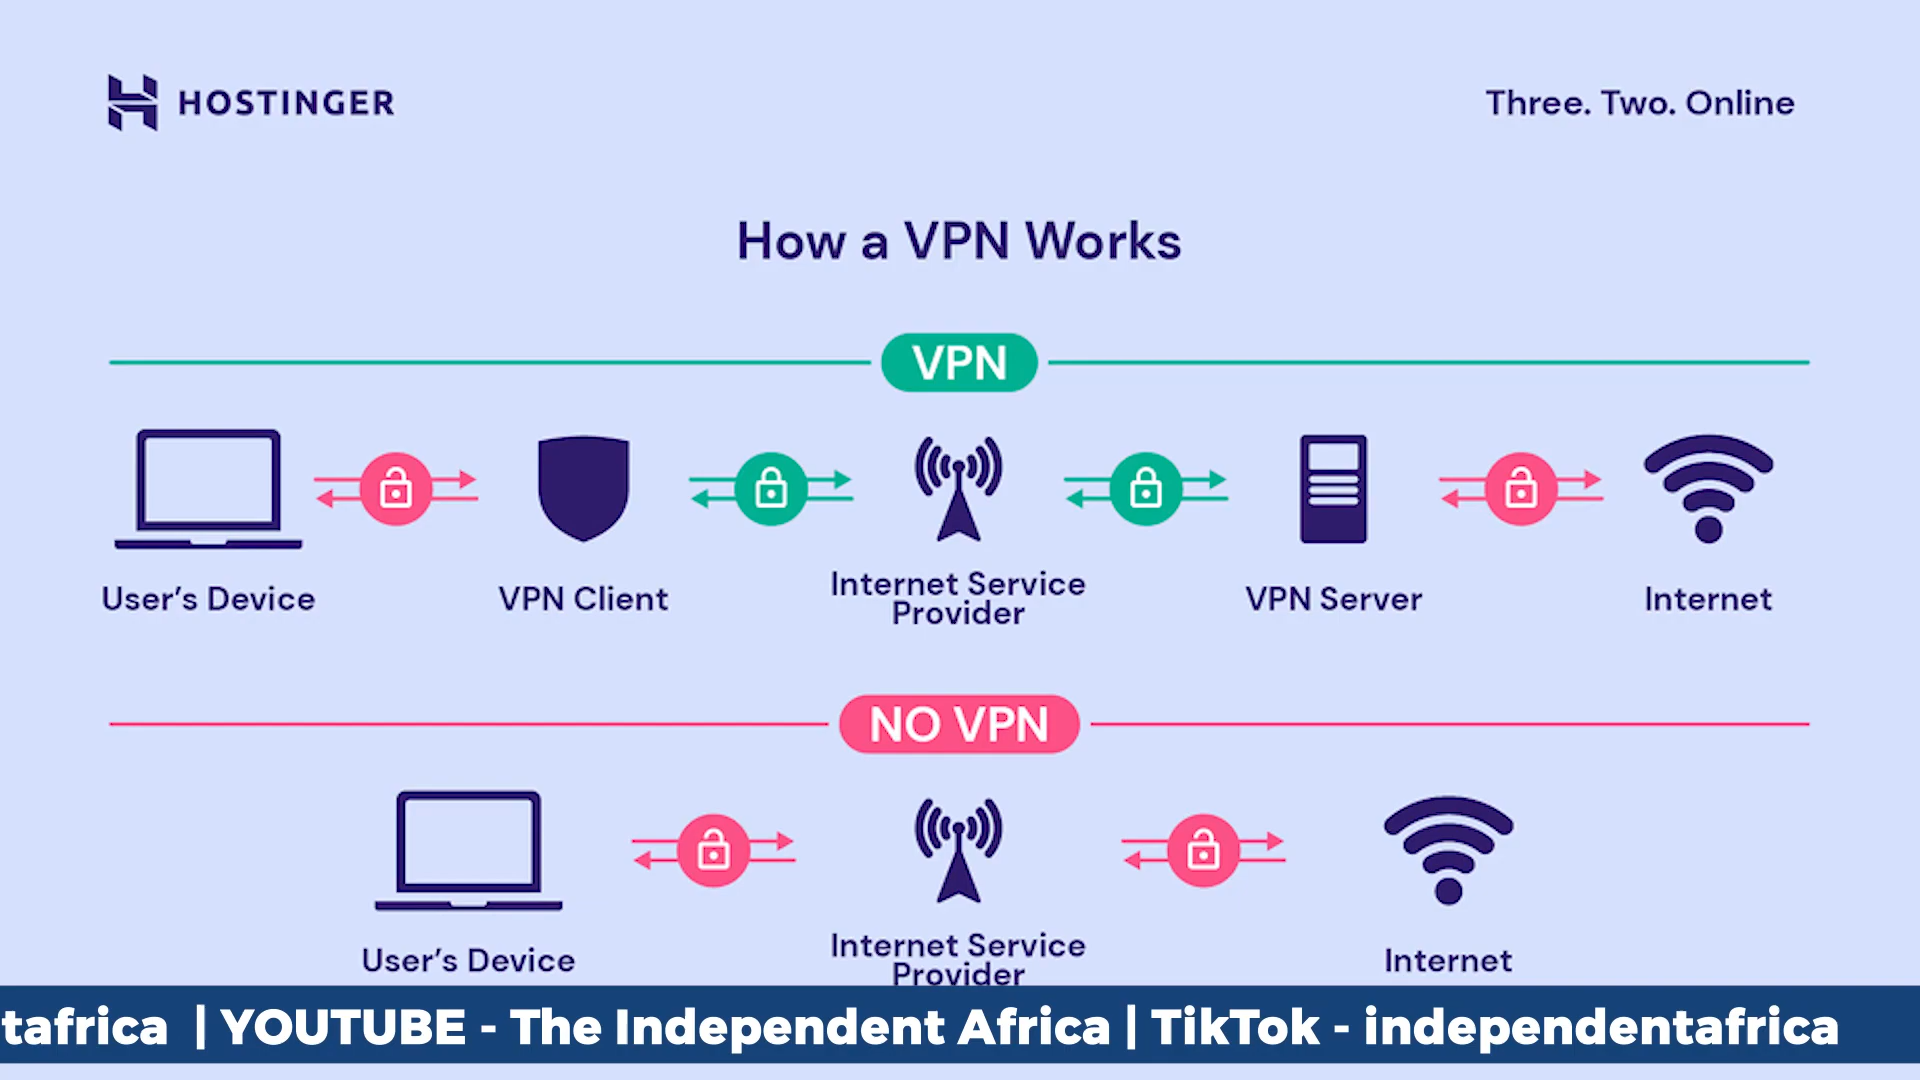 HOSTINGER
Three. Two. Online
How a VPN Works
VPN
User’s Device
VPN Client
Internet Service
Provider
VPN Server
Internet
NO VPN
User’s Device
Internet Service
Provider
Internet
tafrica | YOUTUBE - The Independent Africa | TikTok - independentafrica